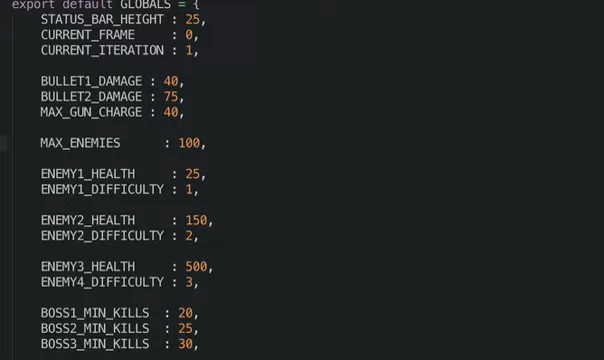 export default GLOBALS = {
STATUS_BAR_HEIGHT : 25,
CURRENT_FRAME : 0,
CURRENT_ITERATION : 1,
BULLET1_DAMAGE : 40,
BULLET2_DAMAGE : 75,
MAX_GUN_CHARGE : 40,
MAX_ENEMIES : 100,
ENEMY1_HEALTH : 25,
ENEMY1_DIFFICULTY : 1,
ENEMY2_HEALTH : 150,
ENEMY2_DIFFICULTY : 2,
ENEMY3_HEALTH : 500,
ENEMY4_DIFFICULTY : 3,
BOSS1_MIN_KILLS : 20,
BOSS2_MIN_KILLS : 25,
BOSS3_MIN_KILLS : 30,